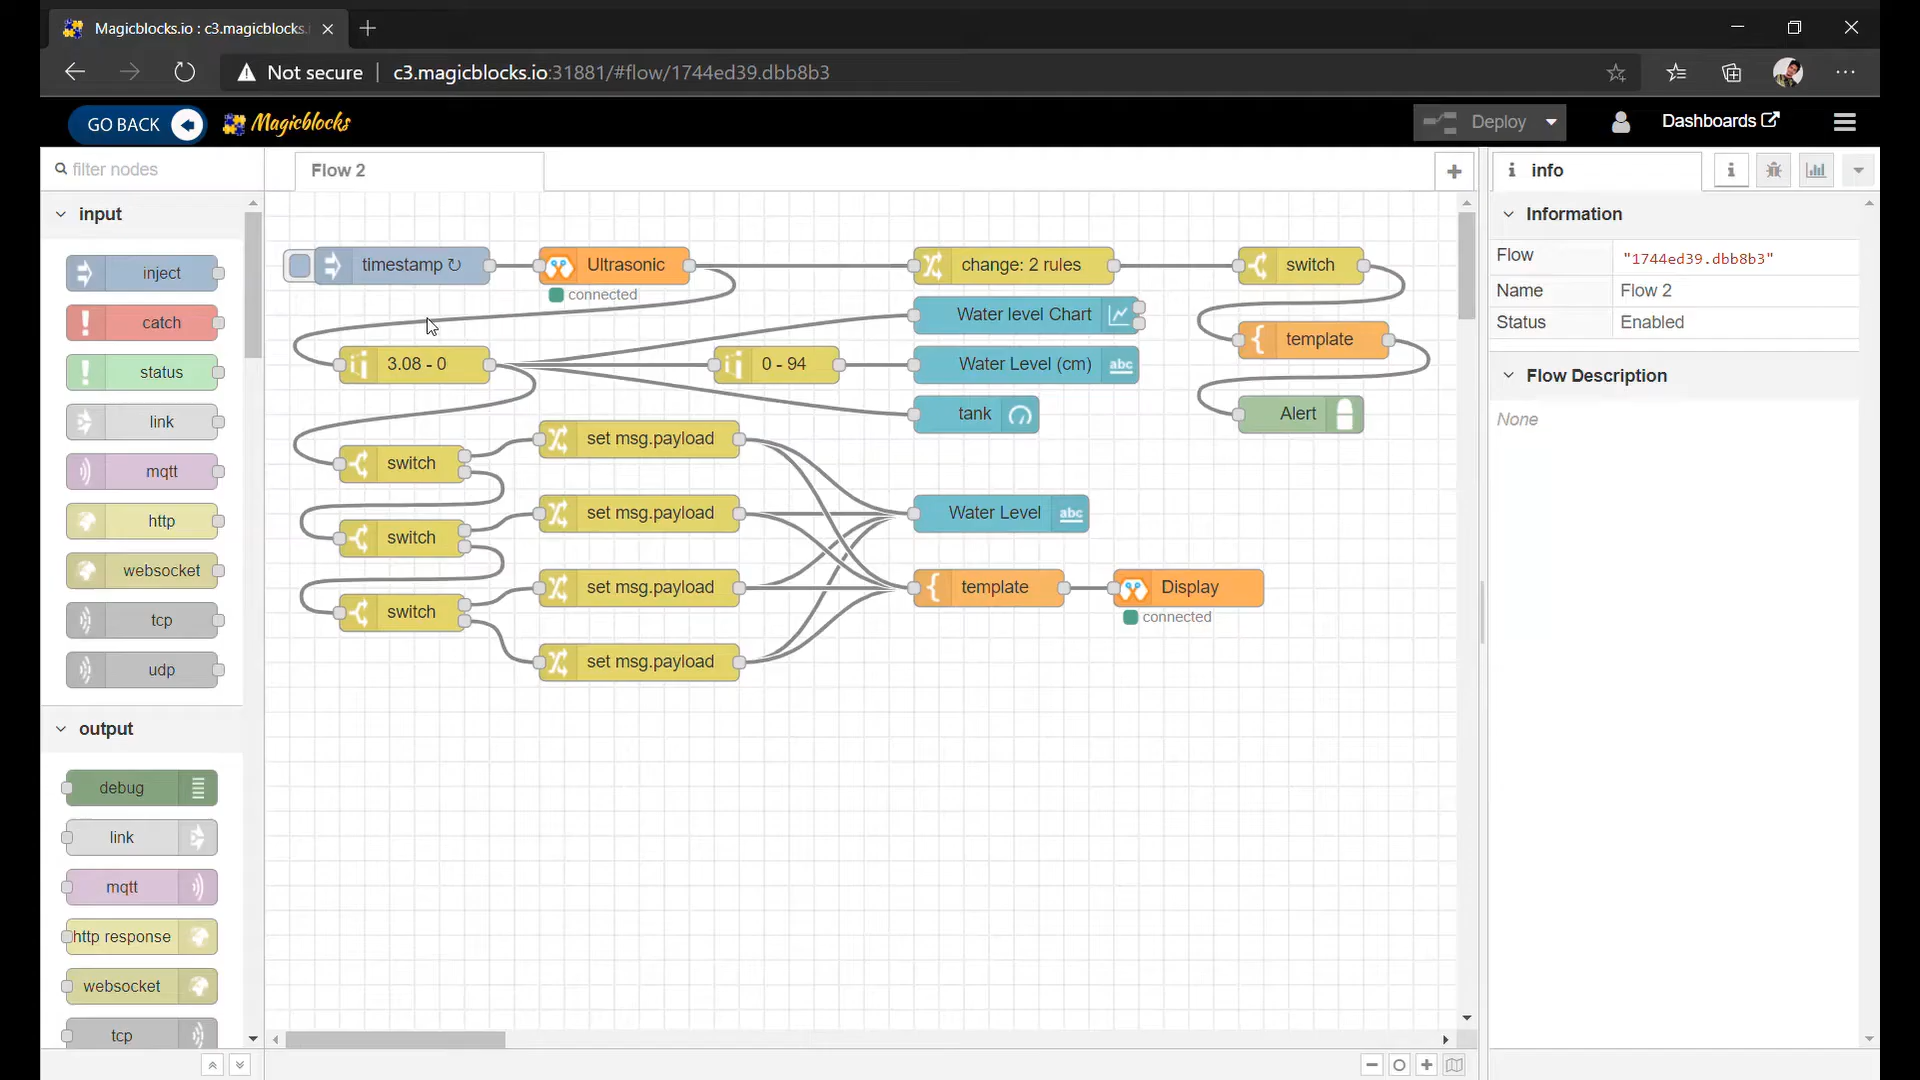 Magicblocks.io : c3.magicblocks.
Not secure
c3.magicblocks.io:31881/#flow/1744ed39.dbb8b3
GO BACK
Magicblocks
Deploy
Dashboards
filter nodes
Flow 2
info
input
inject
catch
status
link
mqtt
http
websocket
tcp
udp
output
debug
link
mqtt
http response
websocket
tcp
timestamp ↻
Ultrasonic
connected
change: 2 rules
switch
Water level Chart
template
3.08 - 0
0 - 94
Water Level (cm)
abc
tank
Alert
switch
set msg.payload
switch
set msg.payload
Water Level
abc
switch
set msg.payload
template
Display
connected
set msg.payload
Information
Flow
"1744ed39.dbb8b3"
Name
Flow 2
Status
Enabled
Flow Description
None